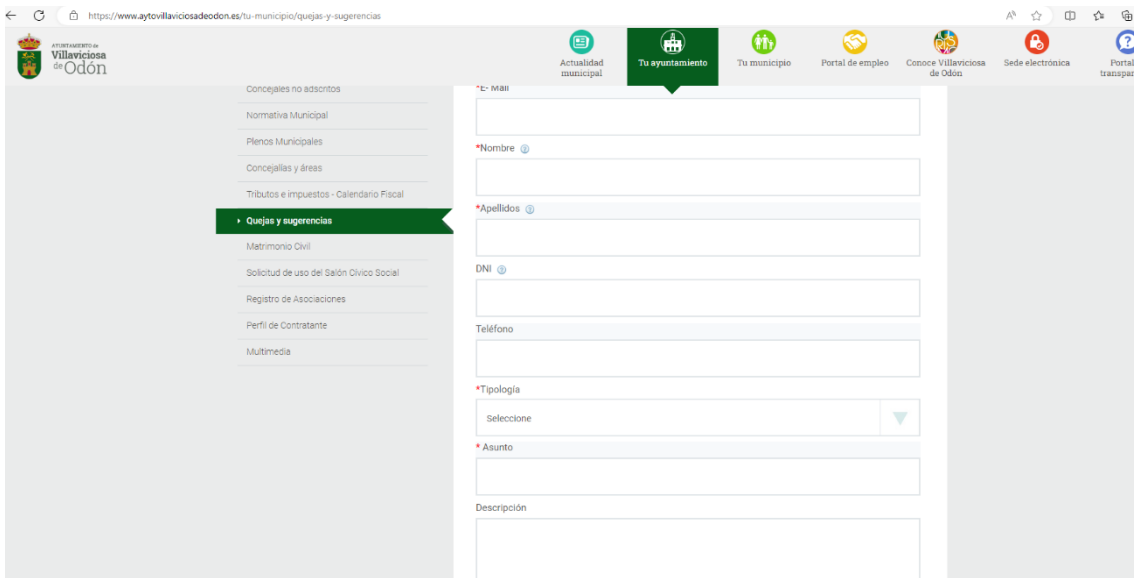 https://www.aytovillaviciosadeodon.es/tu-municipio/quejas-y-sugerencias
AYUNTAMIENTO de
Villaviciosa
de Odón
Actualidad
municipal
Tu ayuntamiento
Tu municipio
Portal de empleo
Conoce Villaviciosa
de Odón
Sede electrónica
Portal
transpar
Concejales no adscritos
Normativa Municipal
Plenos Municipales
Concejalías y áreas
Tributos e impuestos - Calendario Fiscal
Quejas y sugerencias
Matrimonio Civil
Solicitud de uso del Salón Cívico Social
Registro de Asociaciones
Perfil de Contratante
Multimedia
*E- Mail
*Nombre ?
*Apellidos ?
DNI ?
Teléfono
*Tipología
Seleccione
* Asunto
Descripción